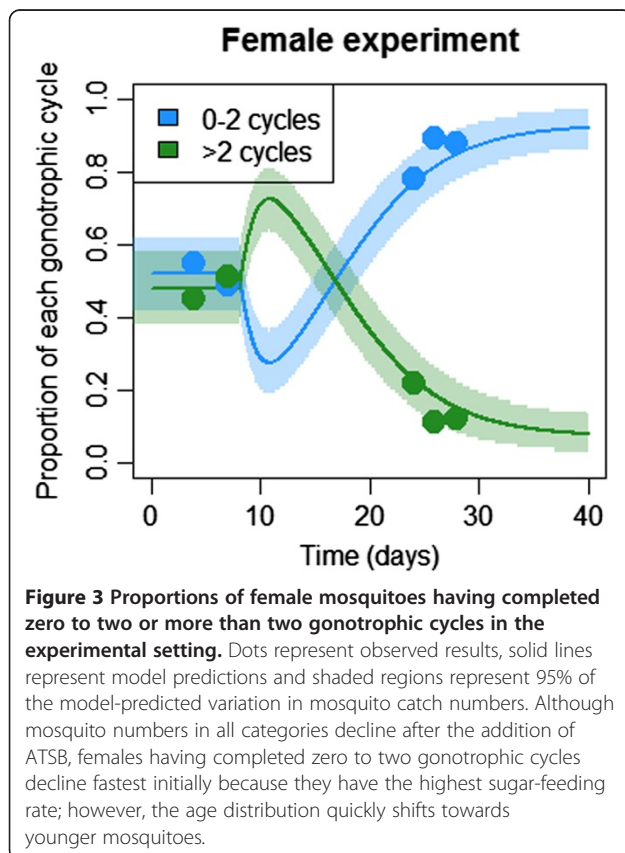 Female experiment
0-2 cycles
>2 cycles
Proportion of each gonotrophic cycle
1.0
0.8
0.6
0.4
0.2
0.0
0 10 20 30 40
Time (days)
Figure 3 Proportions of female mosquitoes having completed
zero to two or more than two gonotrophic cycles in the
experimental setting. Dots represent observed results, solid lines
represent model predictions and shaded regions represent 95% of
the model-predicted variation in mosquito catch numbers. Although
mosquito numbers in all categories decline after the addition of
ATSB, females having completed zero to two gonotrophic cycles
decline fastest initially because they have the highest sugar-feeding
rate; however, the age distribution quickly shifts towards
younger mosquitoes.